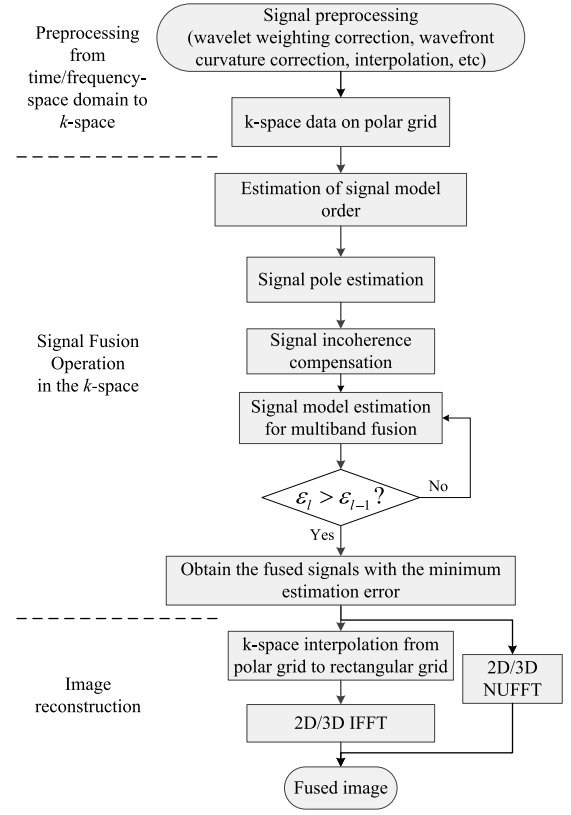 Preprocessing
from
time/frequency-
space domain to
k-space
Signal preprocessing
(wavelet weighting correction, wavefront
curvature correction, interpolation, etc)
k-space data on polar grid
Signal Fusion
Operation
in the k-space
Estimation of signal model
order
Signal pole estimation
Signal incoherence
compensation
Signal model estimation
for multiband fusion
εₗ > εₗ₋₁?
No
Yes
Obtain the fused signals with the minimum
estimation error
Image
reconstruction
k-space interpolation from
polar grid to rectangular grid
2D/3D IFFT
2D/3D
NUFFT
Fused image